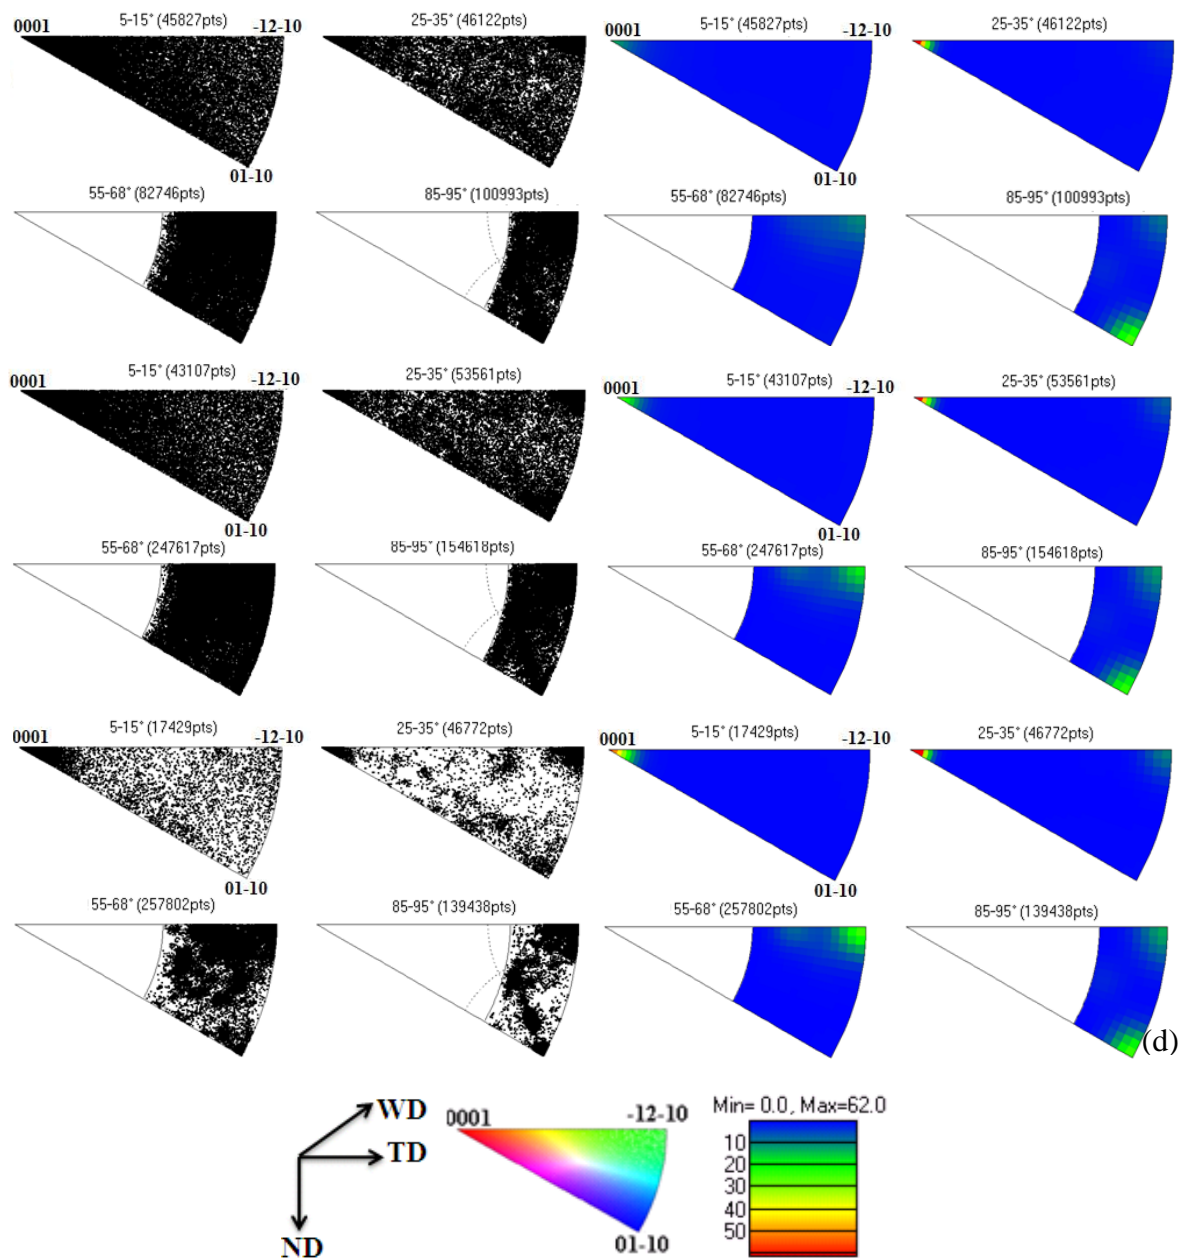 0001 5-15° (45827pts) -12-10 25-35° (46122pts) 0001 5-15° (45827pts) -12-10 25-35° (46122pts)
01-10 01-10
55-68° (82746pts) 85-95° (100993pts) 55-68° (82746pts) 85-95° (100993pts)
0001 5-15° (43107pts) -12-10 25-35° (53561pts) 0001 5-15° (43107pts) -12-10 25-35° (53561pts)
01-10 01-10
55-68° (247617pts) 85-95° (154618pts) 55-68° (247617pts) 85-95° (154618pts)
0001 5-15° (17429pts) -12-10 25-35° (46772pts) 0001 5-15° (17429pts) -12-10 25-35° (46772pts)
01-10 01-10
55-68° (257802pts) 85-95° (139438pts) 55-68° (257802pts) 85-95° (139438pts)
(d)
WD
TD
ND
0001 -12-10
01-10
Min= 0.0, Max=62.0
10
20
30
40
50